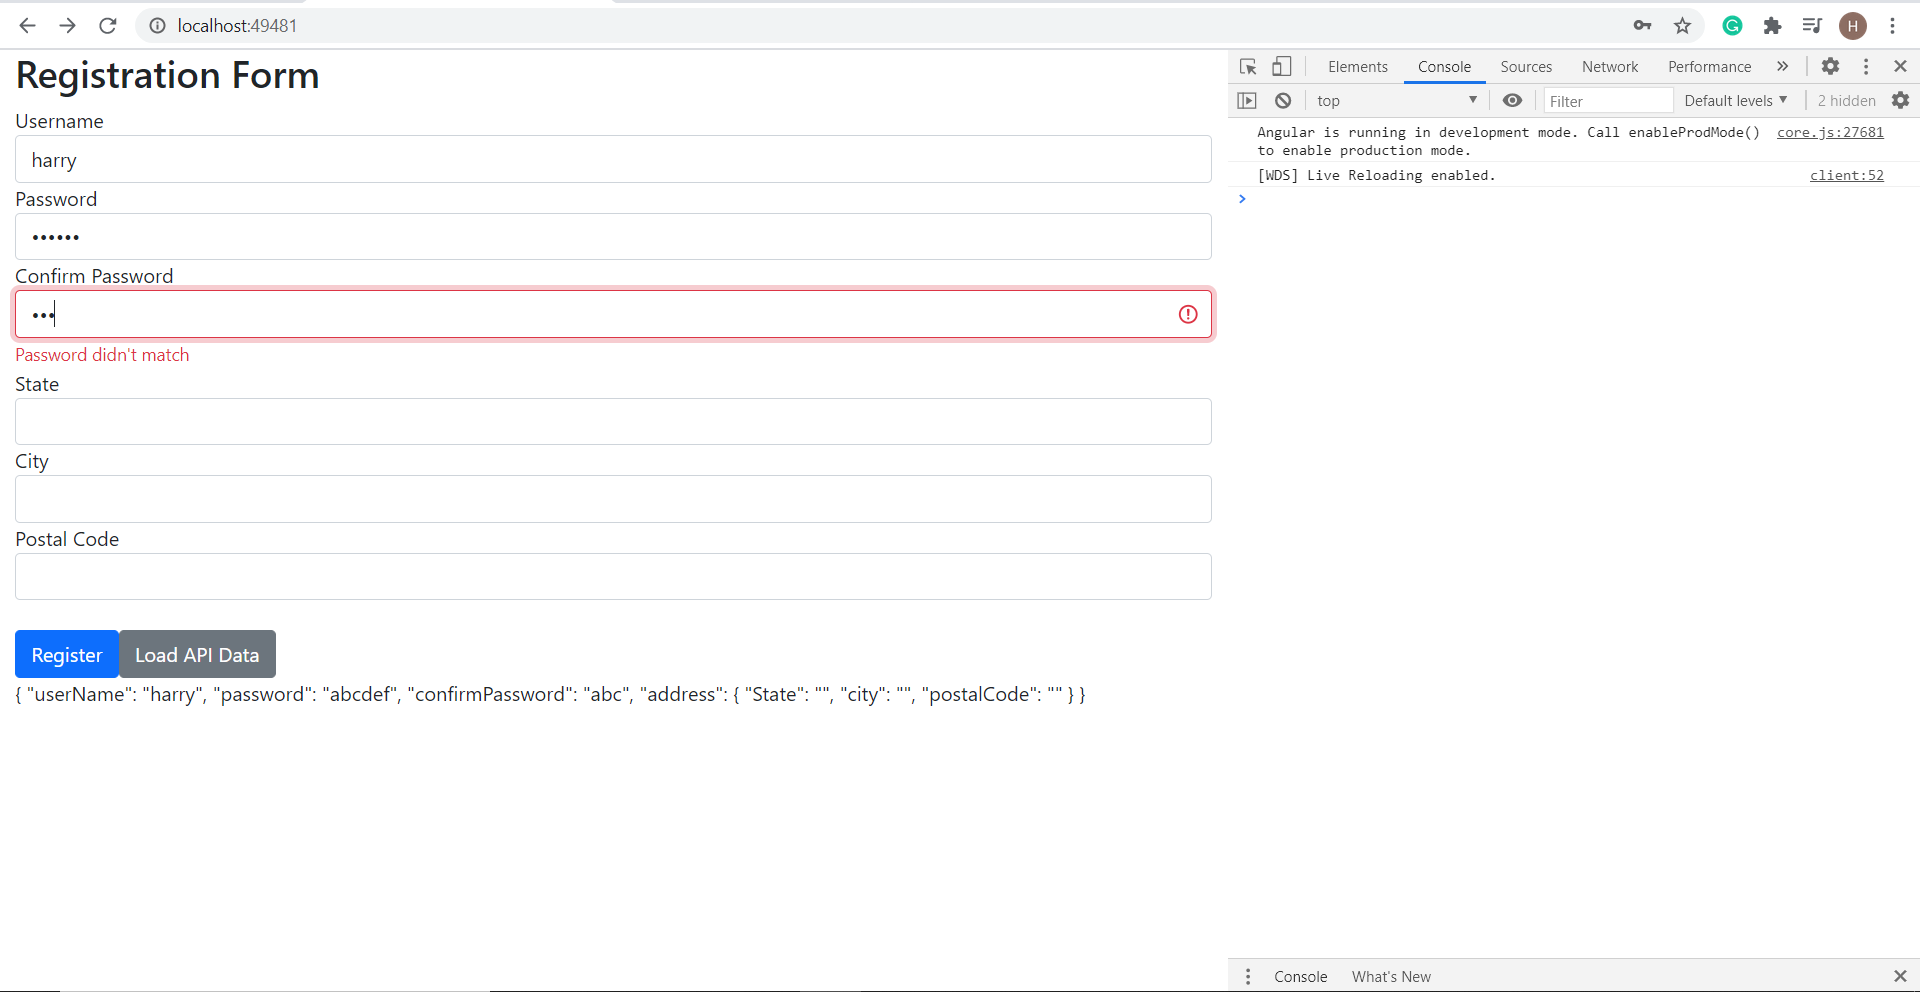 localhost:49481
H
Registration Form
Username
harry
Password
••••••
Confirm Password
•••
Password didn't match
State
City
Postal Code
Register Load API Data
{ "userName": "harry", "password": "abcdef", "confirmPassword": "abc", "address": { "State": "", "city": "", "postalCode": "" } }
Elements Console Sources Network Performance »
top Filter Default levels 2 hidden
Angular is running in development mode. Call enableProdMode() core.js:27681
to enable production mode.
[WDS] Live Reloading enabled. client:52
Console What's New